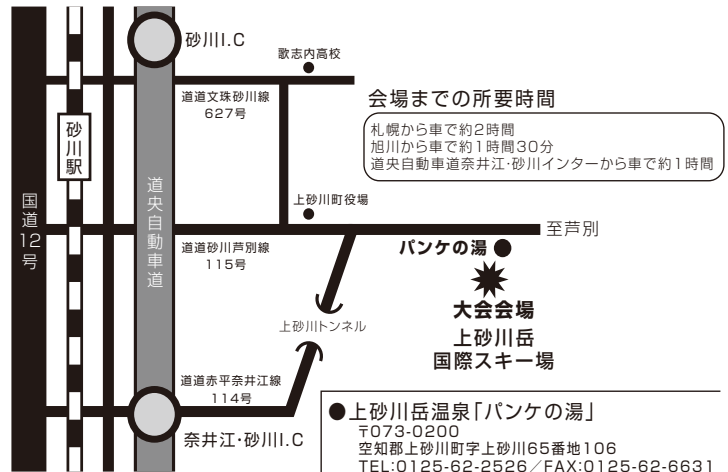 砂川I.C
歌志内高校
道道文珠砂川線
627号
会場までの所要時間
札幌から車で約2時間
旭川から車で約1時間30分
道央自動車道奈井江・砂川インターから車で約1時間
砂川駅
国道12号
道央自動車道
上砂川町役場
至芦別
道道砂川芦別線
115号
パンケの湯
大会会場
上砂川岳
国際スキー場
上砂川トンネル
道道赤平奈井江線
114号
奈井江・砂川I.C
●上砂川岳温泉「パンケの湯」
〒073-0200
空知郡上砂川町字上砂川65番地106
TEL:0125-62-2526／FAX:0125-62-6631